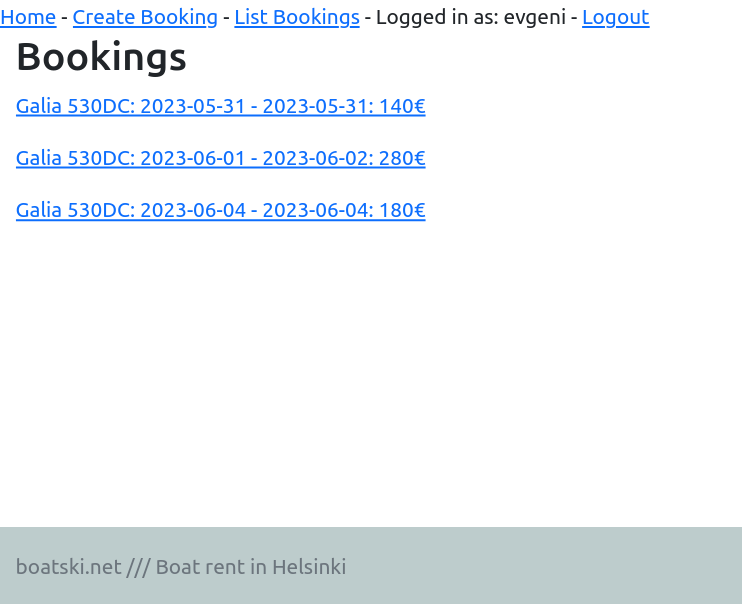 Home - Create Booking - List Bookings - Logged in as: evgeni - Logout
Bookings
Galia 530DC: 2023-05-31 - 2023-05-31: 140€
Galia 530DC: 2023-06-01 - 2023-06-02: 280€
Galia 530DC: 2023-06-04 - 2023-06-04: 180€
boatski.net /// Boat rent in Helsinki